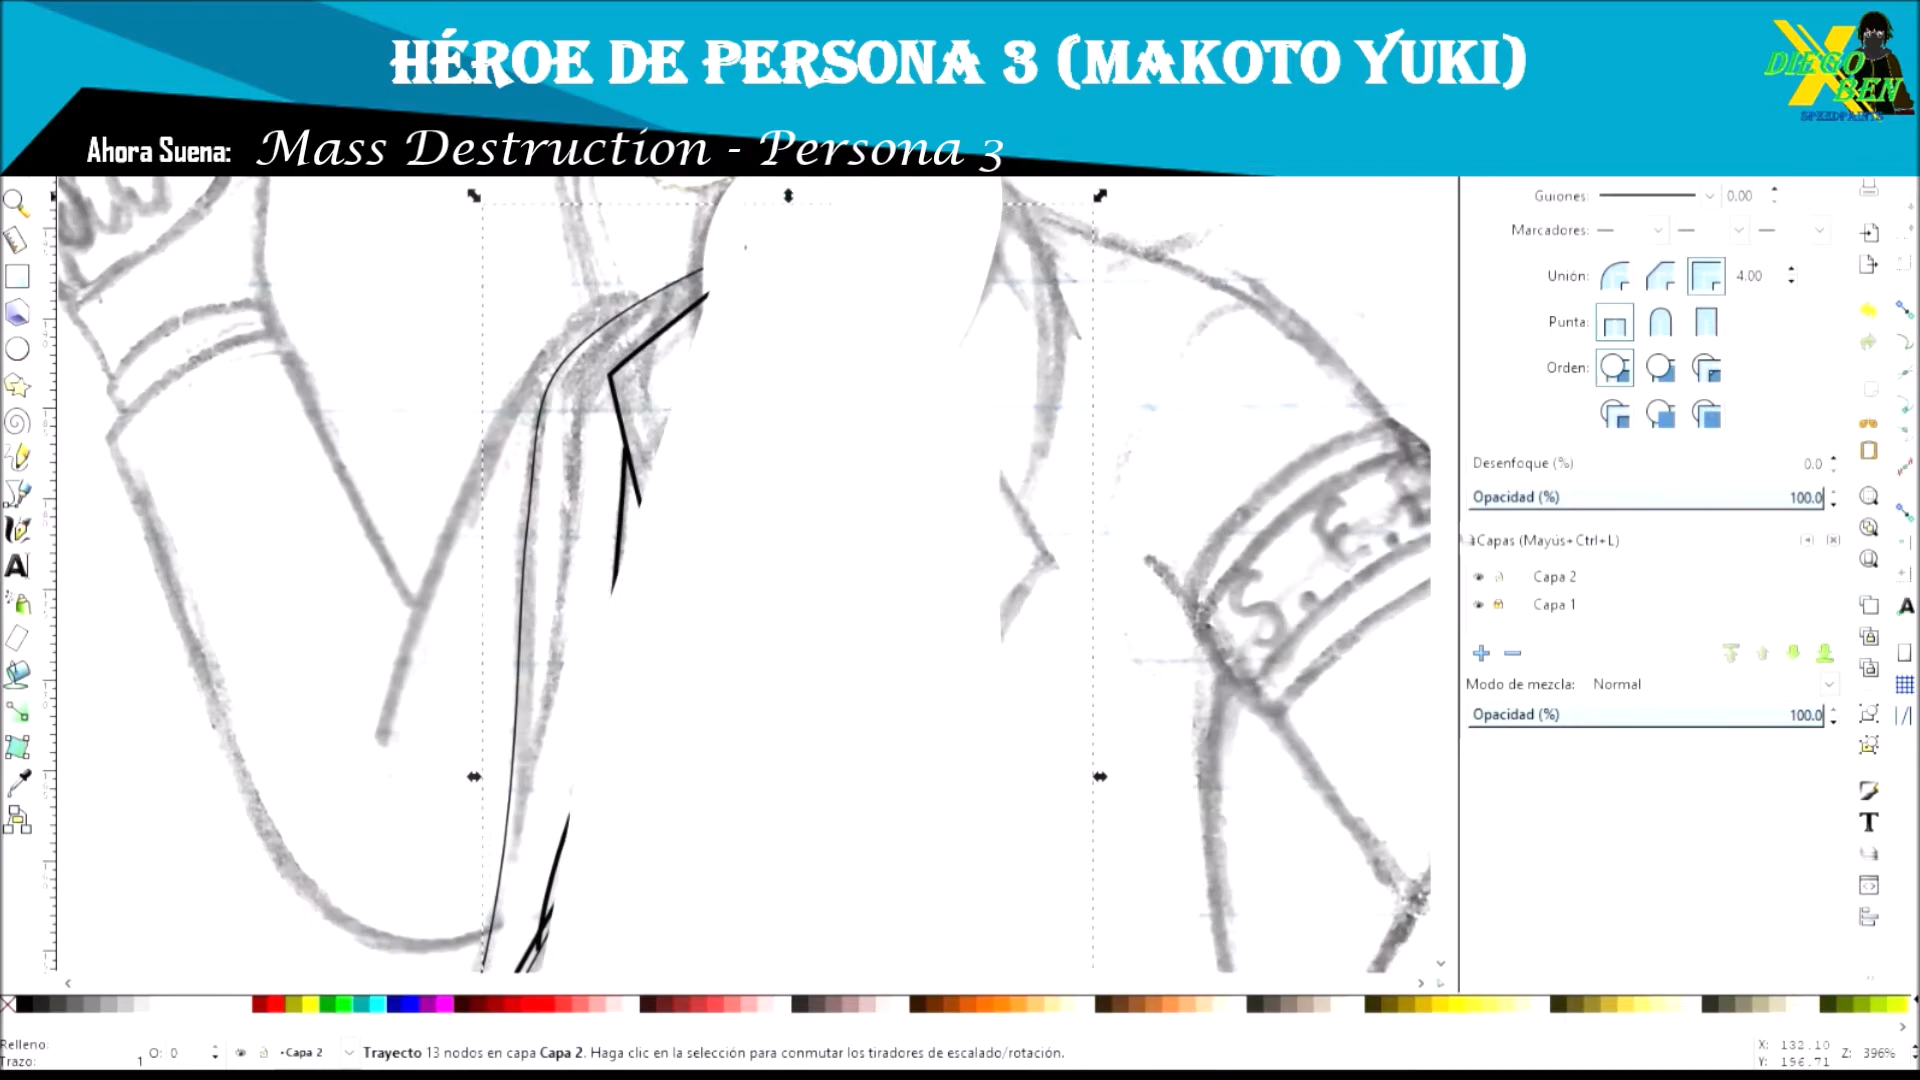 HÉROE DE PERSONA 3 (MAKOTO YUKI)
DIEGO
X
BEN
SPEEDPAINTS
Ahora Suena: Mass Destruction - Persona 3
Guiones: 0.00
Marcadores:
Unión: 4.00
Punta:
Orden:
Desenfoque (%) 0.0
Opacidad (%) 100.0
Capas (Mayús+Ctrl+L)
Capa 2
Capa 1
Modo de mezcla: Normal
Opacidad (%) 100.0
S.E.
Relleno:
Trazo: 1
O: 0
Capa 2
Trayecto 13 nodos en capa Capa 2. Haga clic en la selección para conmutar los tiradores de escalado/rotación.
X: 132.10
Y: 196.71
Z: 396%